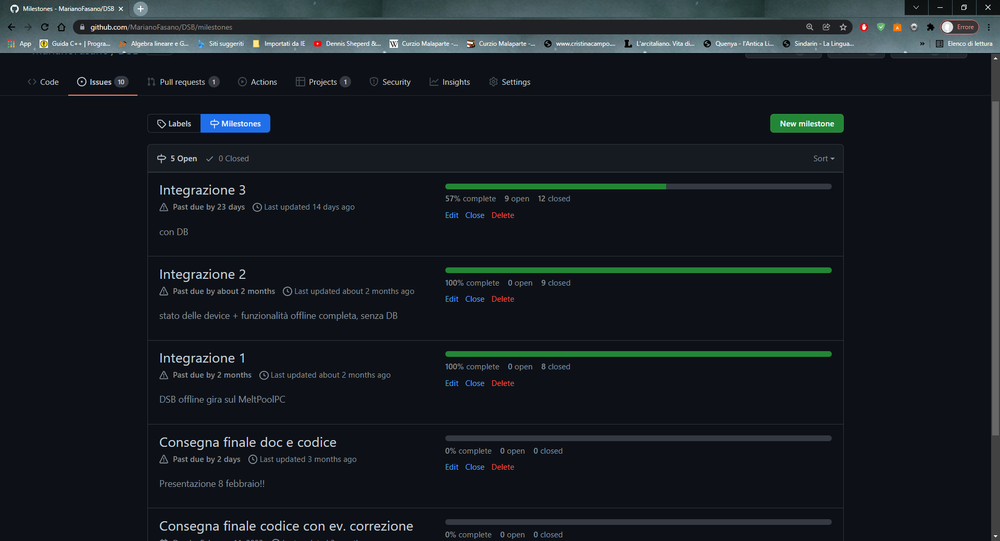 Milestones - MarianoFasano/DSB
github.com/MarianoFasano/DSB/milestones
Errore
App
Guida C++ | Progra...
Algebra lineare e G...
Siti suggeriti
Importati da IE
Dennis Sheperd &...
Curzio Malaparte -...
Curzio Malaparte -...
www.cristinacampo....
L'arcitaliano. Vita di...
Quenya - l'Antica Li...
Sindarin - La Lingua...
»
Elenco di lettura
Code
Issues 10
Pull requests 1
Actions
Projects 1
Security
Insights
Settings
Labels
Milestones
New milestone
5 Open
0 Closed
Sort
Integrazione 3
Past due by 23 days Last updated 14 days ago
con DB
57% complete 9 open 12 closed
Edit Close Delete
Integrazione 2
Past due by about 2 months Last updated about 2 months ago
stato delle device + funzionalità offline completa, senza DB
100% complete 0 open 9 closed
Edit Close Delete
Integrazione 1
Past due by 2 months Last updated about 2 months ago
DSB offline gira sul MeltPoolPC
100% complete 0 open 8 closed
Edit Close Delete
Consegna finale doc e codice
Past due by 2 days Last updated 3 months ago
Presentazione 8 febbraio!!
0% complete 0 open 0 closed
Edit Close Delete
Consegna finale codice con ev. correzione
0% complete 0 open 0 closed